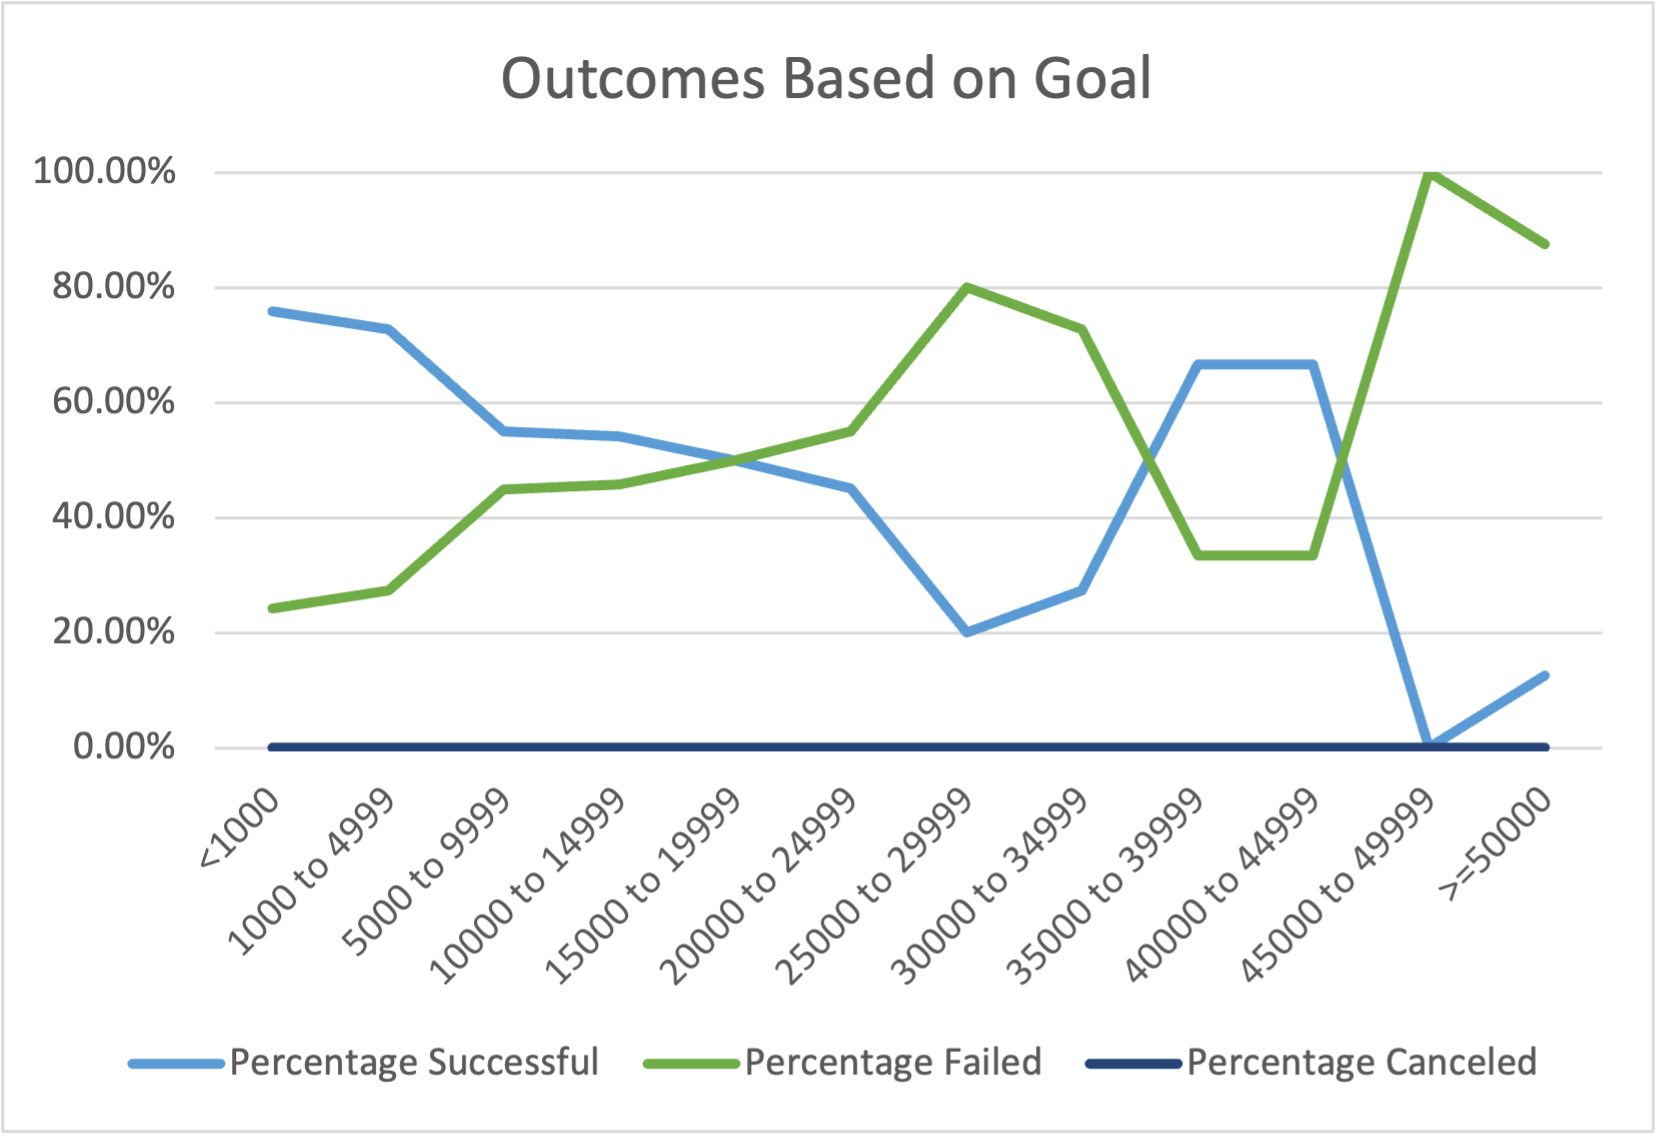 Outcomes Based on Goal
100.00%
80.00%
60.00%
40.00%
20.00%
0.00%
<1000
1000 to 4999
5000 to 9999
10000 to 14999
15000 to 19999
20000 to 24999
25000 to 29999
30000 to 34999
35000 to 39999
40000 to 44999
45000 to 49999
>=50000
Percentage Successful
Percentage Failed
Percentage Canceled